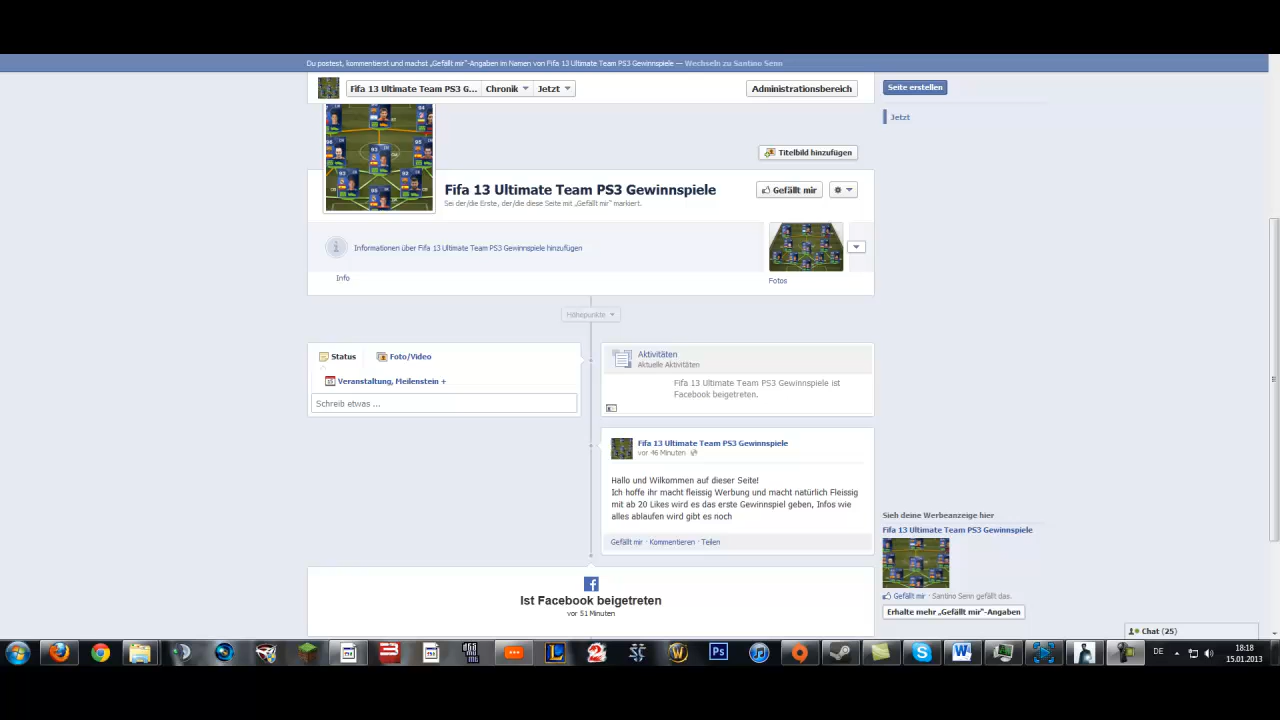 Du postest, kommentierst und machst „Gefällt mir"-Angaben im Namen von Fifa 13 Ultimate Team PS3 Gewinnspiele — Wechseln zu Santino Senn
Fifa 13 Ultimate Team PS3 G... Chronik Jetzt Administrationsbereich
Seite erstellen
Jetzt
Titelbild hinzufügen
Fifa 13 Ultimate Team PS3 Gewinnspiele
Gefällt mir
Sei der/die Erste, der/die diese Seite mit „Gefällt mir" markiert.
Informationen über Fifa 13 Ultimate Team PS3 Gewinnspiele hinzufügen
Info
Fotos
Höhepunkte
Status Foto/Video
Veranstaltung, Meilenstein +
Schreib etwas ...
Aktivitäten
Aktuelle Aktivitäten
Fifa 13 Ultimate Team PS3 Gewinnspiele ist
Facebook beigetreten.
Fifa 13 Ultimate Team PS3 Gewinnspiele
vor 46 Minuten
Hallo und Wilkommen auf dieser Seite!
Ich hoffe ihr macht fleissig Werbung und macht natürlich Fleissig
mit ab 20 Likes wird es das erste Gewinnspiel geben, Infos wie
alles ablaufen wird gibt es noch
Gefällt mir · Kommentieren · Teilen
Ist Facebook beigetreten
vor 51 Minuten
Sieh deine Werbeanzeige hier
Fifa 13 Ultimate Team PS3 Gewinnspiele
Gefällt mir · Santino Senn gefällt das.
Erhalte mehr „Gefällt mir"-Angaben
Chat (25)
DE
18:18
15.01.2013